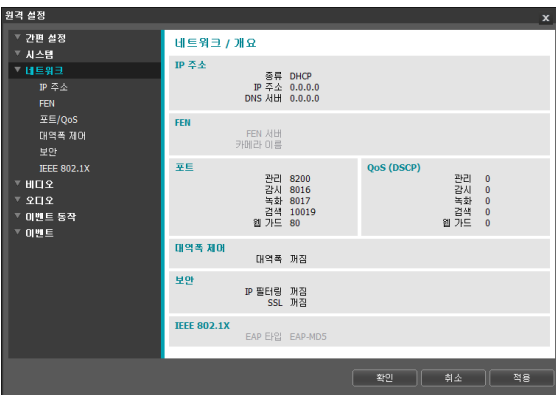 원격 설정
x
간편 설정
시스템
네트워크
IP 주소
FEN
포트/QoS
대역폭 제어
보안
IEEE 802.1X
비디오
오디오
이벤트 동작
이벤트
네트워크 / 개요
IP 주소
종류 DHCP
IP 주소 0.0.0.0
DNS 서버 0.0.0.0
FEN
FEN 서버
카메라 이름
포트
관리 8200
감시 8016
녹화 8017
검색 10019
웹 가드 80
QoS (DSCP)
관리 0
감시 0
녹화 0
검색 0
웹 가드 0
대역폭 제어
대역폭 꺼짐
보안
IP 필터링 꺼짐
SSL 꺼짐
IEEE 802.1X
EAP 타입 EAP-MD5
확인 취소 적용